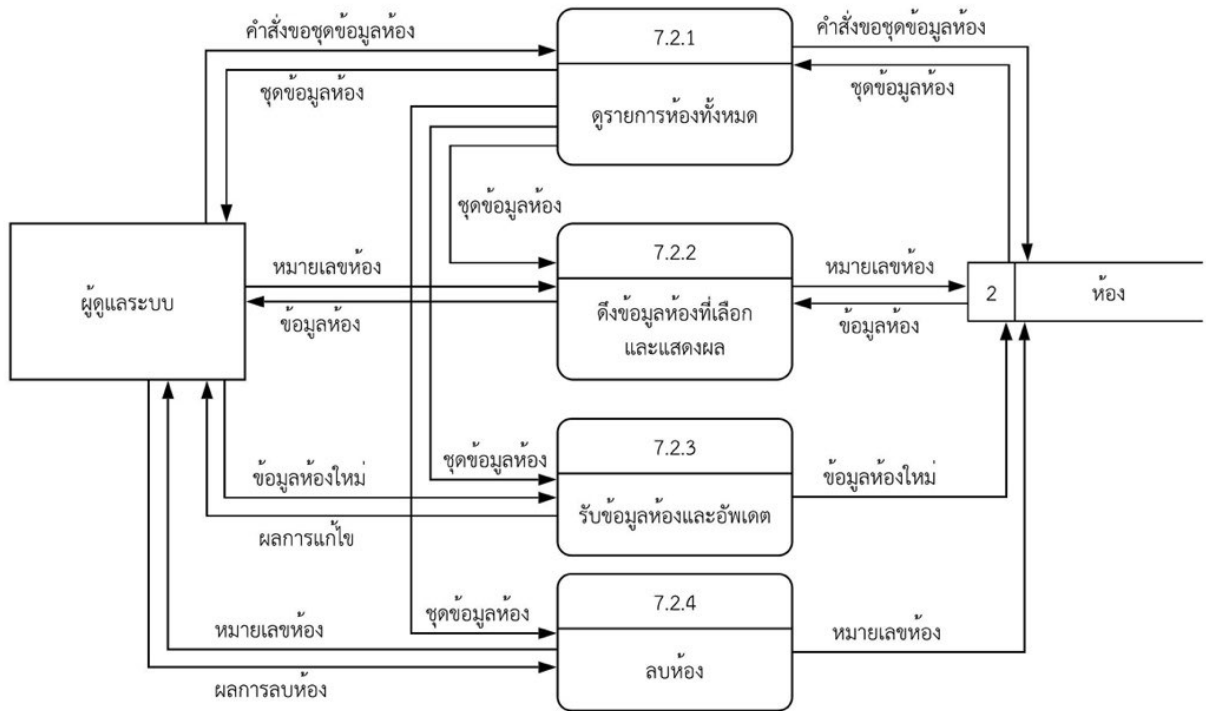 คำสั่งขอชุดข้อมูลห้อง
7.2.1
คำสั่งขอชุดข้อมูลห้อง
ชุดข้อมูลห้อง
ชุดข้อมูลห้อง
ดูรายการห้องทั้งหมด
ชุดข้อมูลห้อง
ผู้ดูแลระบบ
หมายเลขห้อง
7.2.2
หมายเลขห้อง
2
ห้อง
ข้อมูลห้อง
ดึงข้อมูลห้องที่เลือก
และแสดงผล
ข้อมูลห้อง
ชุดข้อมูลห้อง
7.2.3
ข้อมูลห้องใหม่
ข้อมูลห้องใหม่
รับข้อมูลห้องและอัพเดต
ผลการแก้ไข
ชุดข้อมูลห้อง
7.2.4
หมายเลขห้อง
หมายเลขห้อง
ลบห้อง
ผลการลบห้อง